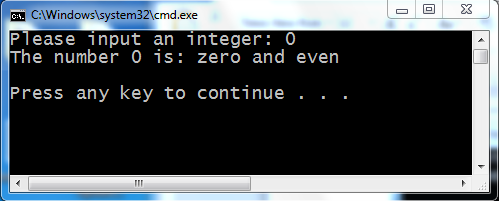 C:\Windows\system32\cmd.exe
Please input an integer: 0
The number 0 is: zero and even
Press any key to continue . . .